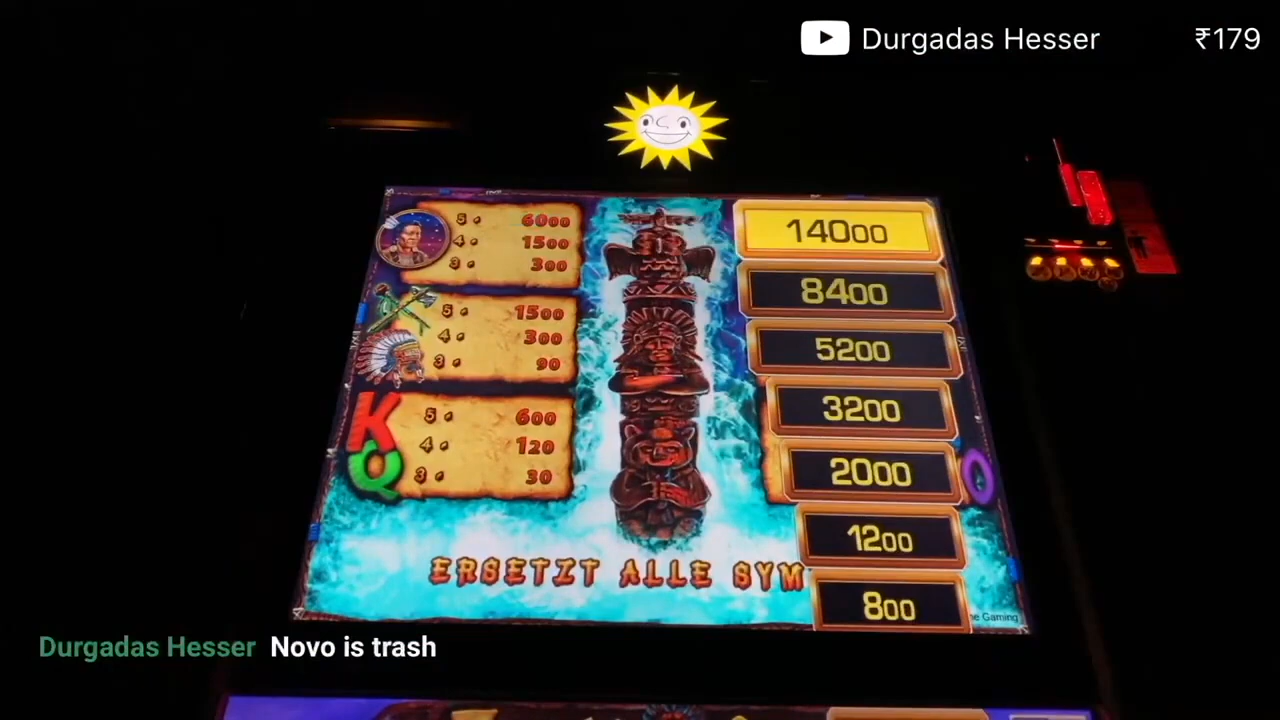 Durgadas Hesser ₹179
5 6000
4 1500
3 300
5 1500
4 300
3 90
K
Q
5 600
4 120
3 30
14000
8400
5200
3200
2000
1200
800
ERSETZT ALLE SYM
Gaming
Durgadas Hesser Novo is trash